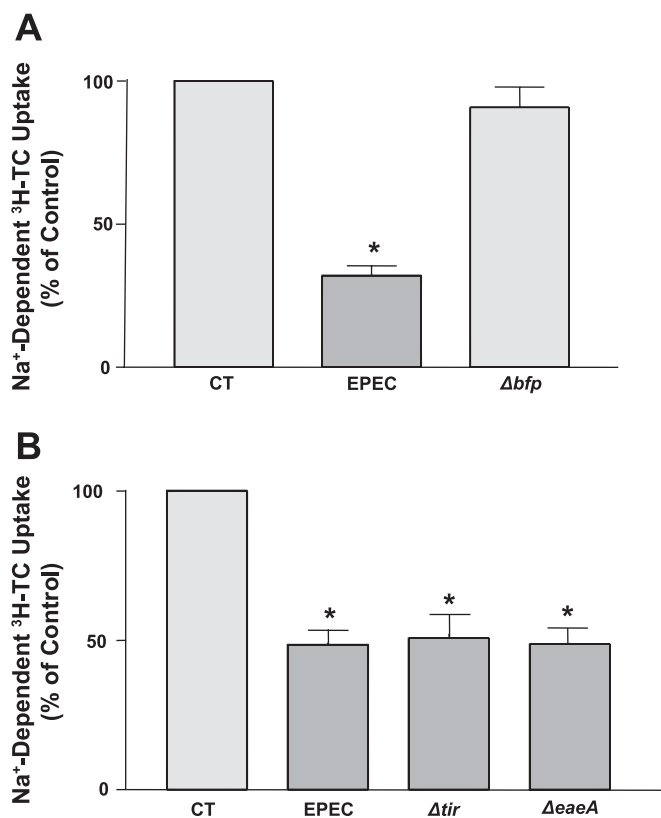 A
Na⁺-Dependent ³H-TC Uptake
(% of Control)
100
50
0
*
CT EPEC Δbfp
B
Na⁺-Dependent ³H-TC Uptake
(% of Control)
100
50
0
* * *
CT EPEC Δtir ΔeaeA